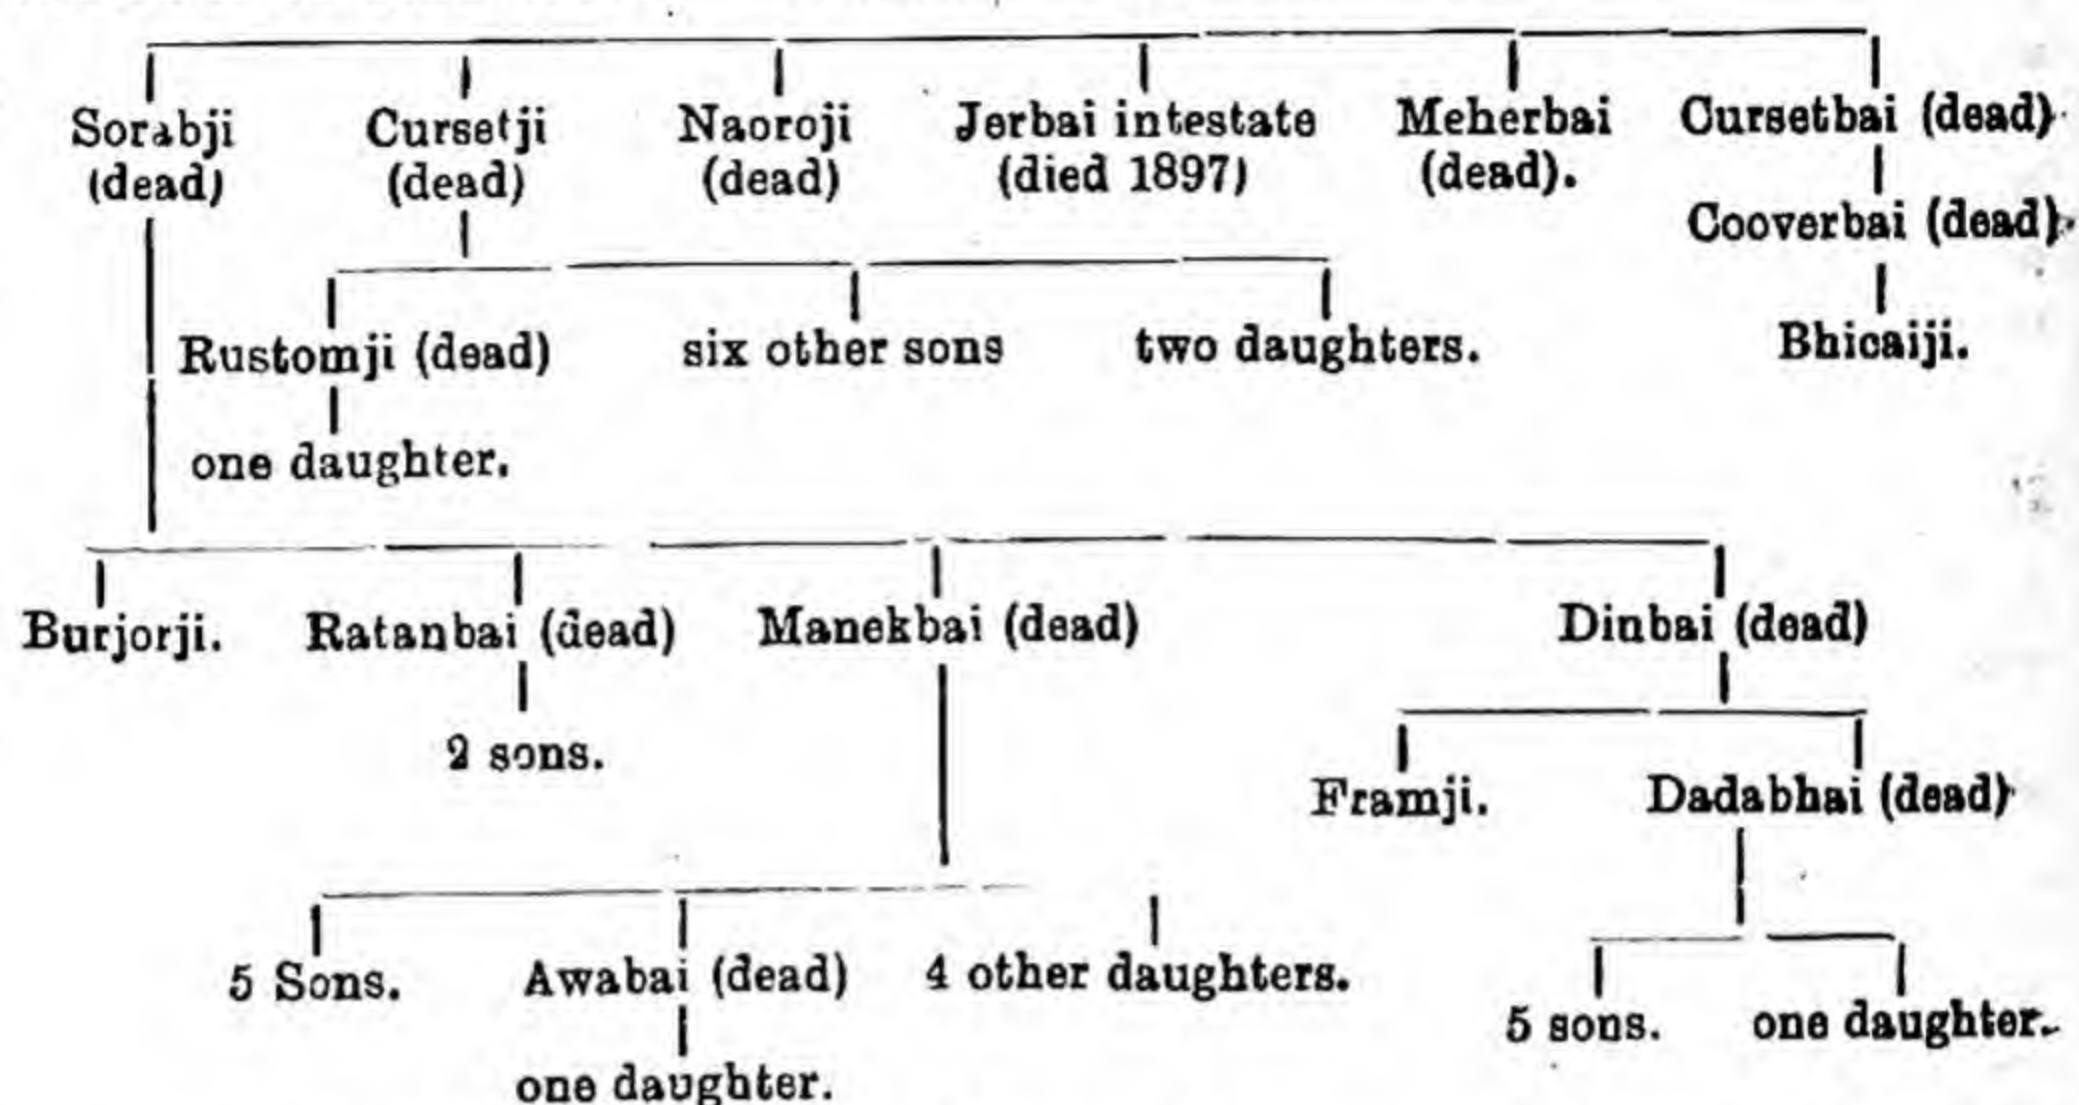 Sorabji Cursetji Naoroji Jerbai intestate Meherbai Cursetbai (dead)
(dead) (dead) (dead) (died 1897) (dead).
Cooverbai (dead)
Rustomji (dead) six other sons two daughters. Bhicaiji.
one daughter.
Burjorji. Ratanbai (dead) Manekbai (dead) Dinbai (dead)
2 sons.
Framji. Dadabhai (dead)
5 Sons. Awabai (dead) 4 other daughters.
5 sons. one daughter.
one daughter.